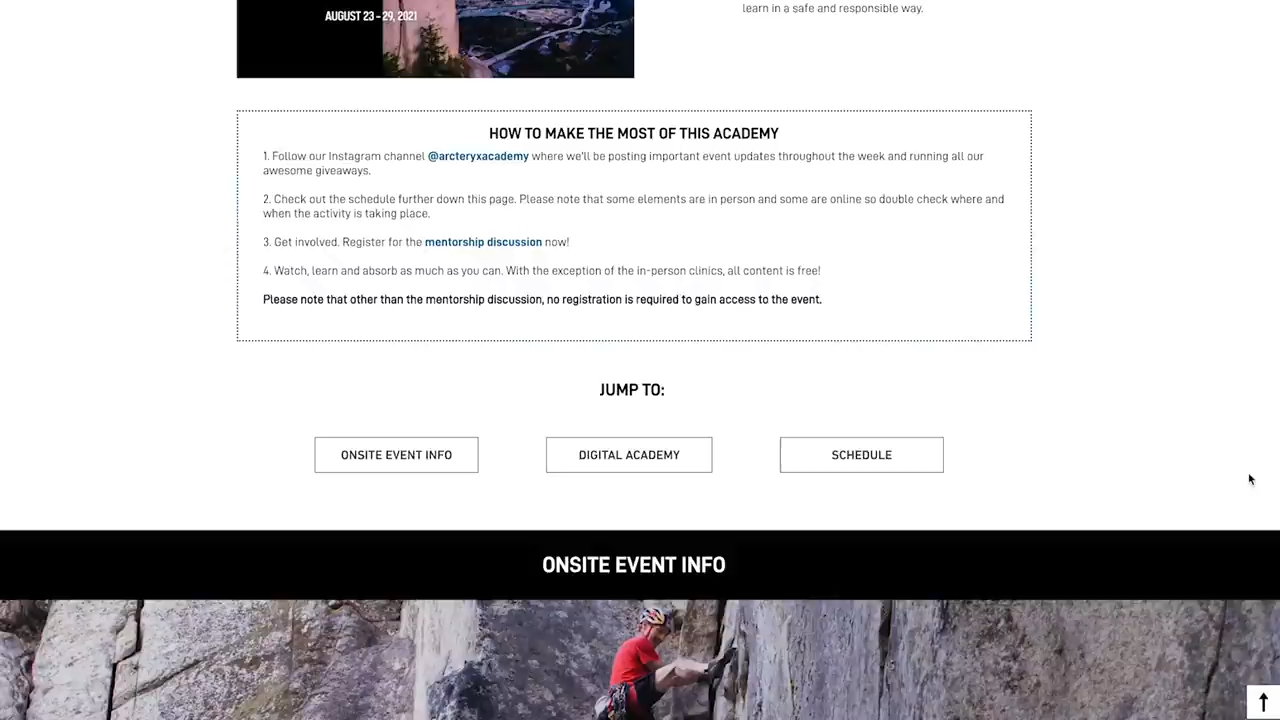 AUGUST 23 – 29, 2021
learn in a safe and responsible way.
HOW TO MAKE THE MOST OF THIS ACADEMY
1. Follow our Instagram channel @arcteryxacademy where we'll be posting important event updates throughout the week and running all our
awesome giveaways.
2. Check out the schedule further down this page. Please note that some elements are in person and some are online so double check where and
when the activity is taking place.
3. Get involved. Register for the mentorship discussion now!
4. Watch, learn and absorb as much as you can. With the exception of the in-person clinics, all content is free!
Please note that other than the mentorship discussion, no registration is required to gain access to the event.
JUMP TO:
ONSITE EVENT INFO
DIGITAL ACADEMY
SCHEDULE
ONSITE EVENT INFO